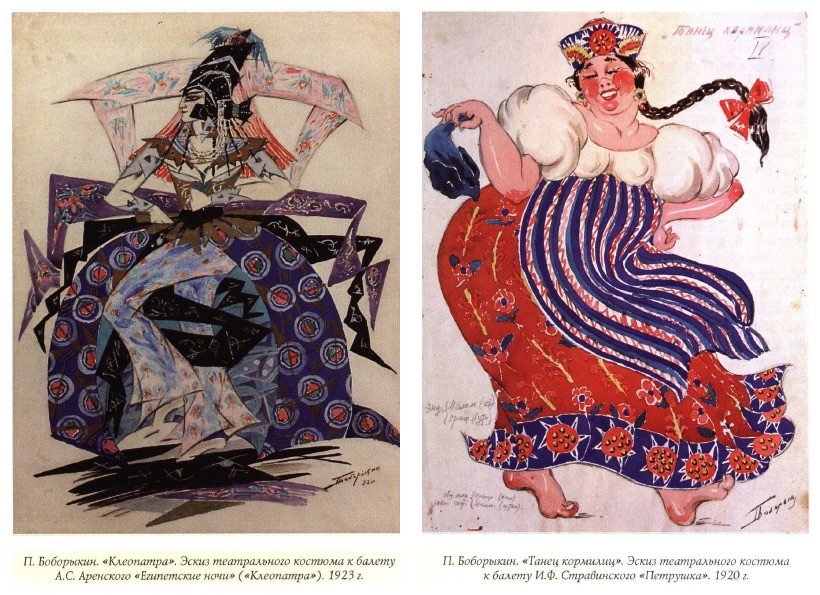 „Танец кормилиц"
IV
П. Боборыкин. «Клеопатра». Эскиз театрального костюма к балету
А.С. Аренского «Египетские ночи» («Клеопатра»). 1923 г.
П. Боборыкин. «Танец кормилиц». Эскиз театрального костюма
к балету И.Ф. Страбинского «Петрушка». 1920 г.